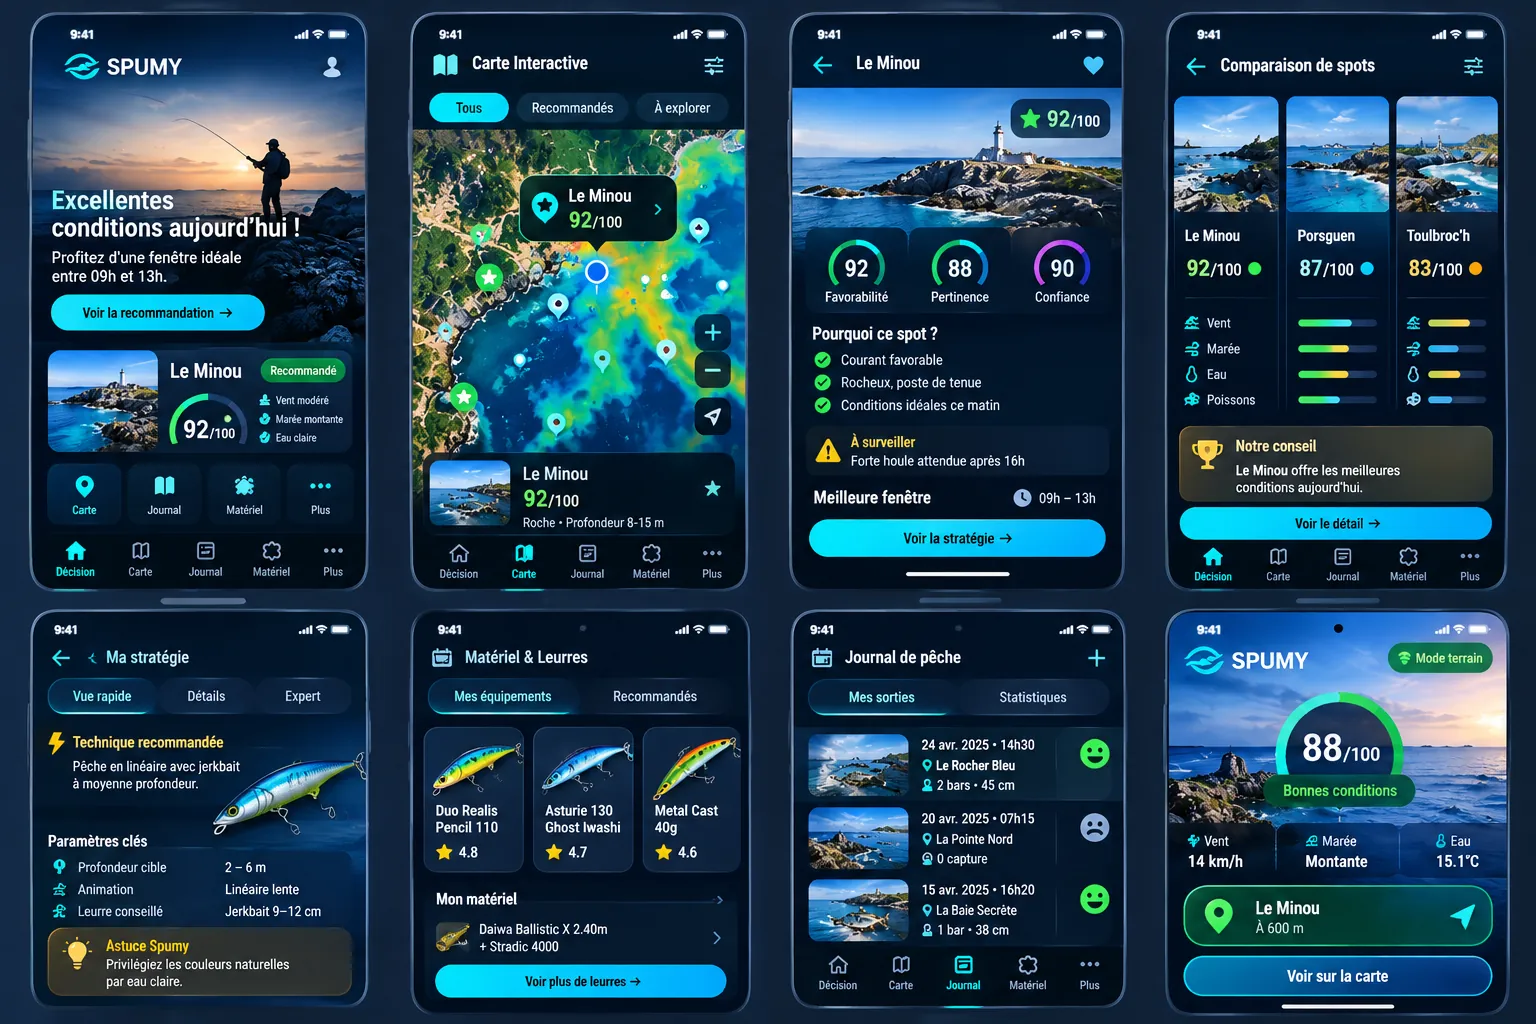 9:41
SPUMY
Excellentes
conditions aujourd'hui !
Profitez d'une fenêtre idéale
entre 09h et 13h.
Voir la recommandation →
Le Minou
Recommandé
92/100
Vent modéré
Marée montante
Eau claire
Carte
Journal
Matériel
Plus
Décision
Carte
Journal
Matériel
Plus
9:41
Carte Interactive
Tous
Recommandés
À explorer
Le Minou
92/100
Le Minou
92/100
Roche • Profondeur 8-15 m
Décision
Carte
Journal
Matériel
Plus
9:41
Le Minou
92/100
92
Favorabilité
88
Pertinence
90
Confiance
Pourquoi ce spot ?
Courant favorable
Rocheux, poste de tenue
Conditions idéales ce matin
À surveiller
Forte houle attendue après 16h
Meilleure fenêtre
09h – 13h
Voir la stratégie →
9:41
Comparaison de spots
Le Minou
92/100
Porsguen
87/100
Toulbroc'h
83/100
Vent
Marée
Eau
Poissons
Notre conseil
Le Minou offre les meilleures
conditions aujourd'hui.
Voir le détail →
Décision
Carte
Journal
Matériel
Plus
9:41
Ma stratégie
Vue rapide
Détails
Expert
Technique recommandée
Pêche en linéaire avec jerkbait
à moyenne profondeur.
Paramètres clés
Profondeur cible 2 – 6 m
Animation Linéaire lente
Leurre conseillé Jerkbait 9–12 cm
Astuce Spumy
Privilégiez les couleurs naturelles
par eau claire.
9:41
Matériel & Leurres
Mes équipements
Recommandés
Duo Realis
Pencil 110
4.8
Asturie 130
Ghost Iwashi
4.7
Metal Cast
40g
4.6
Mon matériel
Daiwa Ballistic X 2.40m
+ Stradic 4000
Voir plus de leurres →
9:41
Journal de pêche
Mes sorties
Statistiques
24 avr. 2025 • 14h30
Le Rocher Bleu
2 bars • 45 cm
20 avr. 2025 • 07h15
La Pointe Nord
0 capture
15 avr. 2025 • 16h20
La Baie Secrète
1 bar • 38 cm
Décision
Carte
Journal
Matériel
Plus
9:41
SPUMY
Mode terrain
88/100
Bonnes conditions
Vent
14 km/h
Marée
Montante
Eau
15.1°C
Le Minou
À 600 m
Voir sur la carte